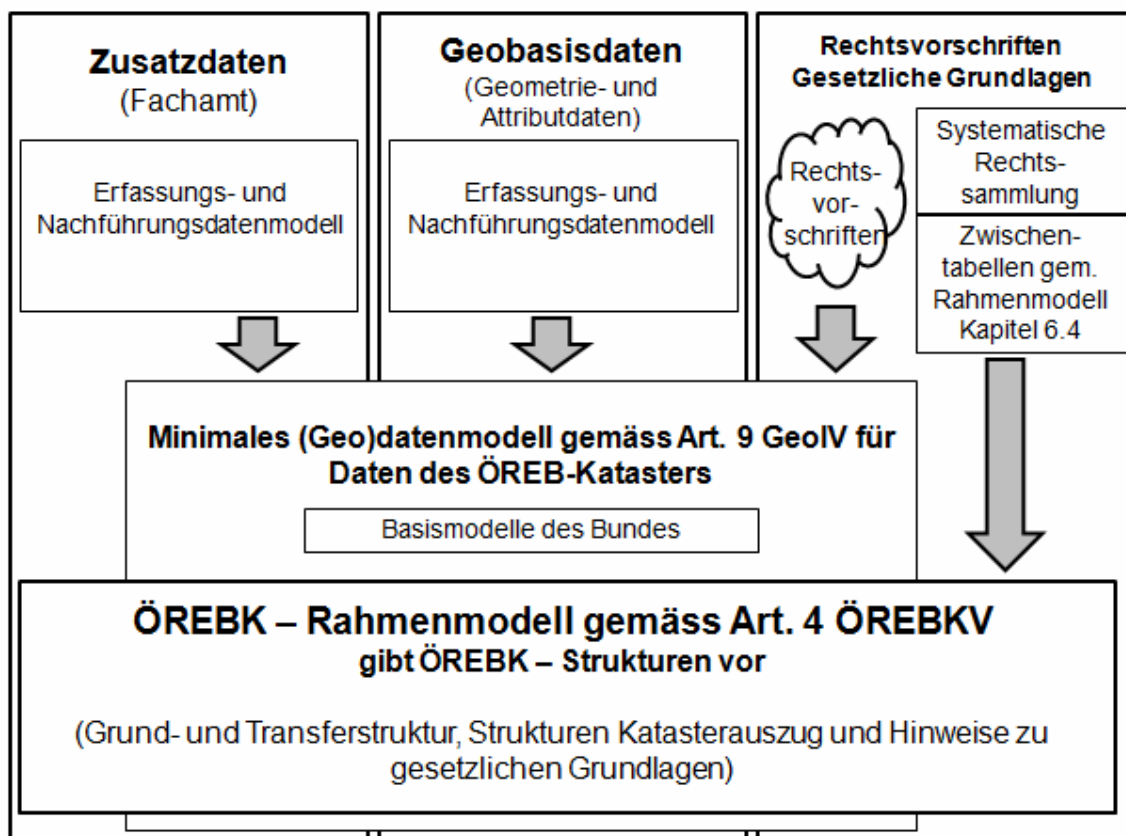 Zusatzdaten
(Fachamt)
Erfassungs- und
Nachführungsdatenmodell
Geobasisdaten
(Geometrie- und
Attributdaten)
Erfassungs- und
Nachführungsdatenmodell
Rechtsvorschriften
Gesetzliche Grundlagen
Rechts-
vor-
schriften
Systematische
Rechts-
sammlung
Zwischen-
tabellen gem.
Rahmenmodell
Kapitel 6.4
Minimales (Geo)datenmodell gemäss Art. 9 GeoIV für
Daten des ÖREB-Katasters
Basismodelle des Bundes
ÖREBK – Rahmenmodell gemäss Art. 4 ÖREBKV
gibt ÖREBK – Strukturen vor
(Grund- und Transferstruktur, Strukturen Katasterauszug und Hinweise zu
gesetzlichen Grundlagen)